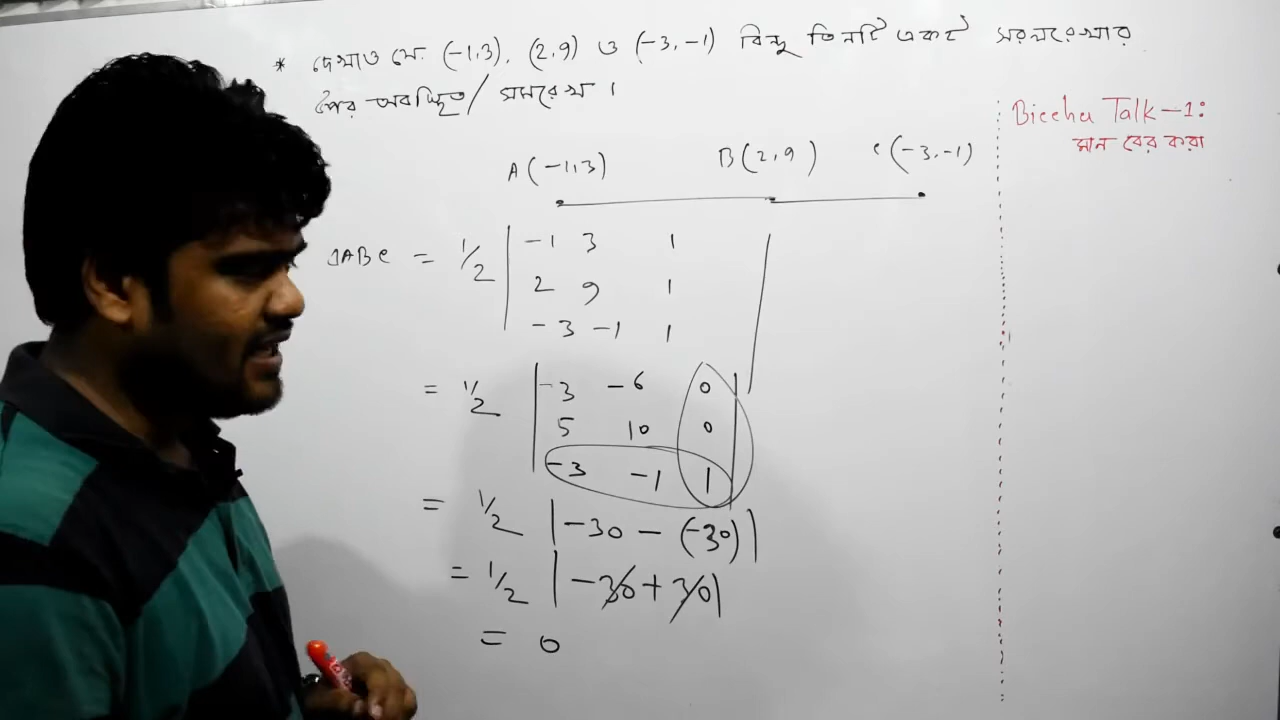 * দেখাও যে (-1,3), (2,9) ও (-3,-1) বিন্দু তিনটি একই সরলরেখার
উপর অবস্থিত/ সমরেখ ।
Biccha Talk-1:
মান বের করা
A(-1,3) B(2,9) C(-3,-1)
ABC = 1/2 | -1 3 1 |
2 9 1
-3 -1 1
= 1/2 | -3 -6 0 |
5 10 0
-3 -1 1
= 1/2 | -30 - (-30) |
= 1/2 | -30 + 30 |
= 0